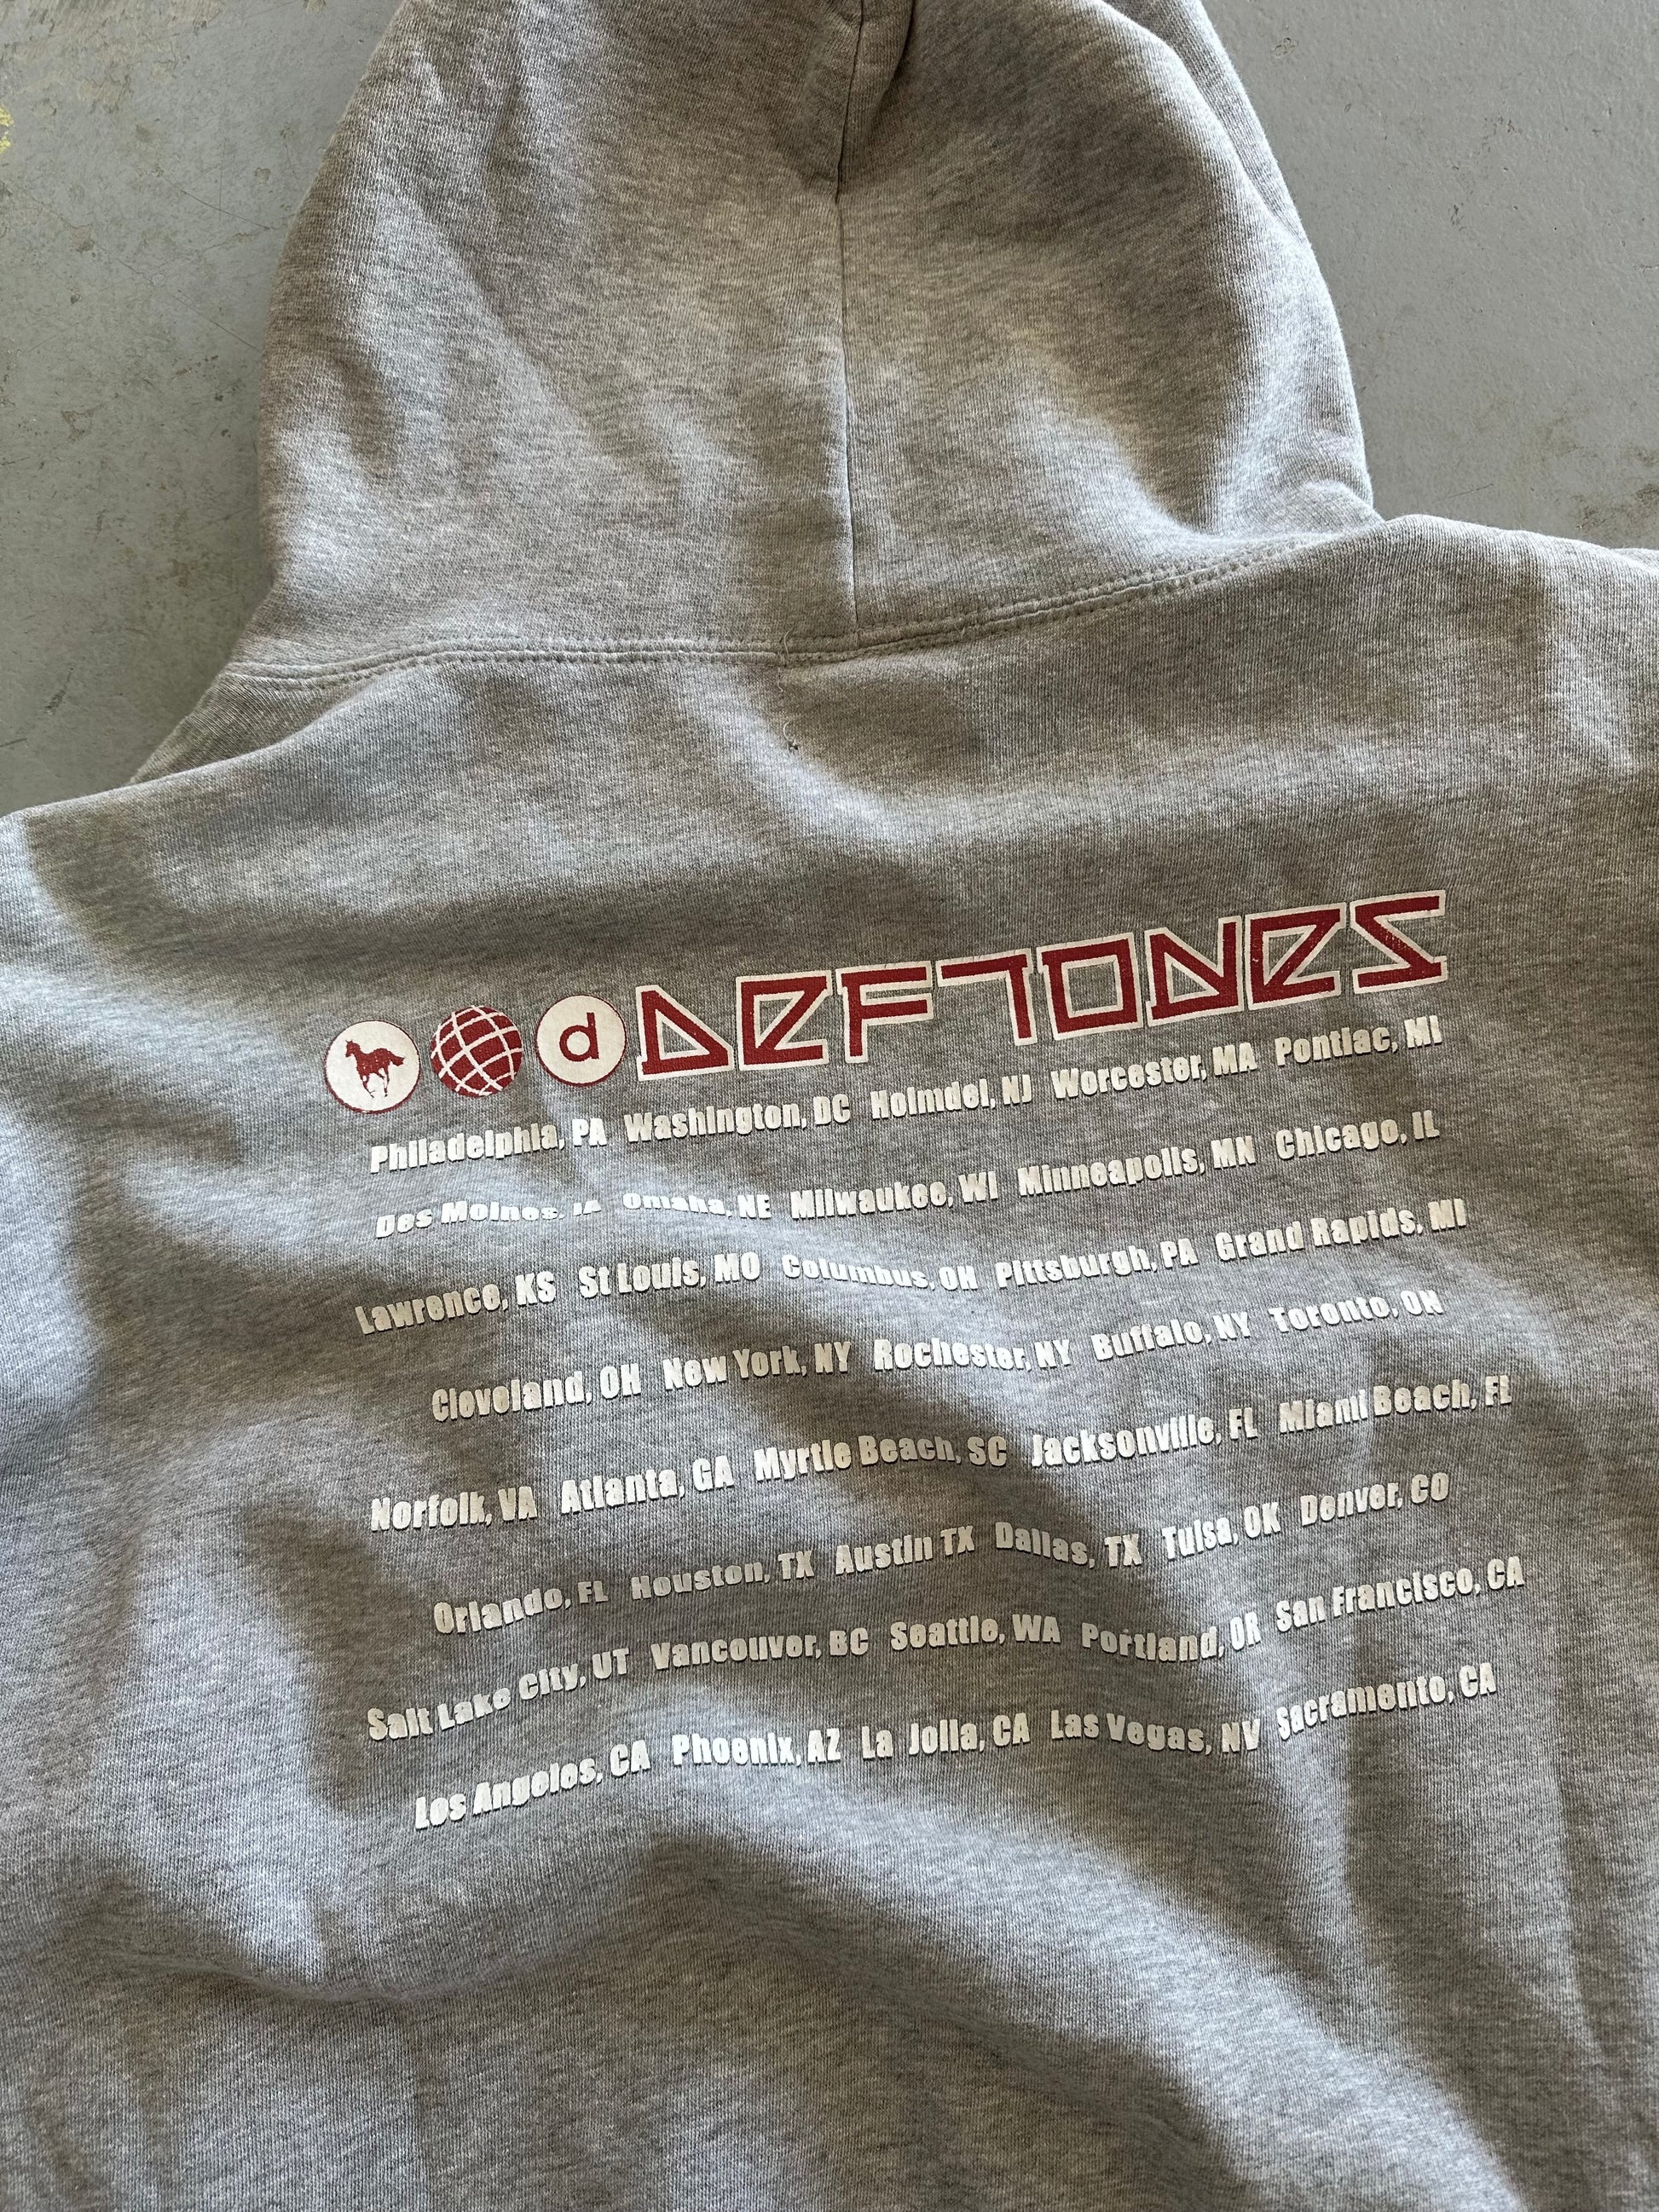 d DEFTONES
Philadelphia, PA Washington, DC Holmdel, NJ Worcester, MA Pontiac, MI
Des Moines, IA Omaha, NE Milwaukee, WI Minneapolis, MN Chicago, IL
Lawrence, KS St Louis, MO Columbus, OH Pittsburgh, PA Grand Rapids, MI
Cleveland, OH New York, NY Rochester, NY Buffalo, NY Toronto, ON
Norfolk, VA Atlanta, GA Myrtle Beach, SC Jacksonville, FL Miami Beach, FL
Orlando, FL Houston, TX Austin TX Dallas, TX Tulsa, OK Denver, CO
Salt Lake City, UT Vancouver, BC Seattle, WA Portland, OR San Francisco, CA
Los Angeles, CA Phoenix, AZ La Jolla, CA Las Vegas, NV Sacramento, CA